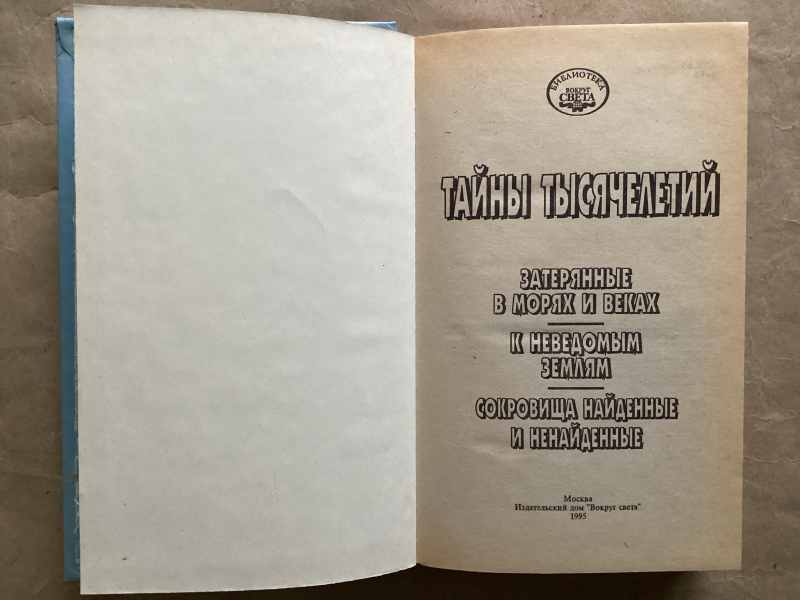 БИБЛИОТЕКА
ВОКРУГ
СВЕТА
ТАЙНЫ ТЫСЯЧЕЛЕТИЙ
ЗАТЕРЯННЫЕ
В МОРЯХ И ВЕКАХ
К НЕВЕДОМЫМ
ЗЕМЛЯМ
СОКРОВИЩА НАЙДЕННЫЕ
И НЕНАЙДЕННЫЕ
Москва
Издательский дом "Вокруг света"
1995